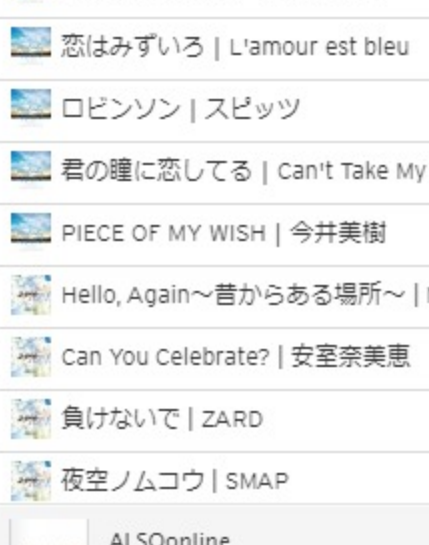 恋はみずいろ | L'amour est bleu
ロビンソン | スピッツ
君の瞳に恋してる | Can't Take My
PIECE OF MY WISH | 今井美樹
Hello, Again〜昔からある場所〜 |
Can You Celebrate? | 安室奈美恵
負けないで | ZARD
夜空ノムコウ | SMAP
ALSOonline